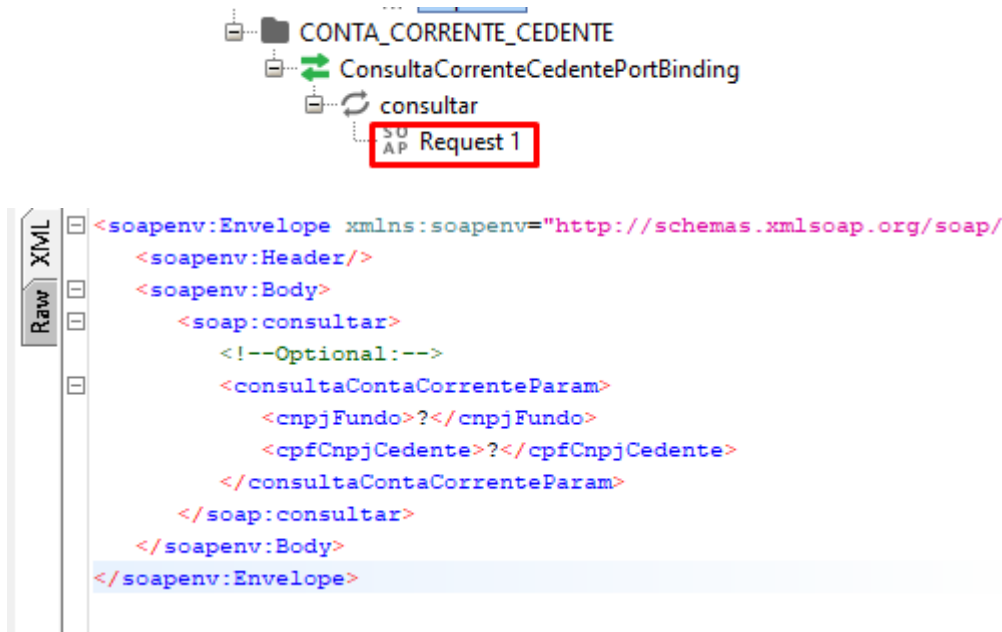 CONTA_CORRENTE_CEDENTE
ConsultaCorrenteCedentePortBinding
consultar
SOAP Request 1
XML
Raw
<soapenv:Envelope xmlns:soapenv="http://schemas.xmlsoap.org/soap/
<soapenv:Header/>
<soapenv:Body>
<soap:consultar>
<!--Optional:-->
<consultaContaCorrenteParam>
<cnpjFundo>?</cnpjFundo>
<cpfCnpjCedente>?</cpfCnpjCedente>
</consultaContaCorrenteParam>
</soap:consultar>
</soapenv:Body>
</soapenv:Envelope>